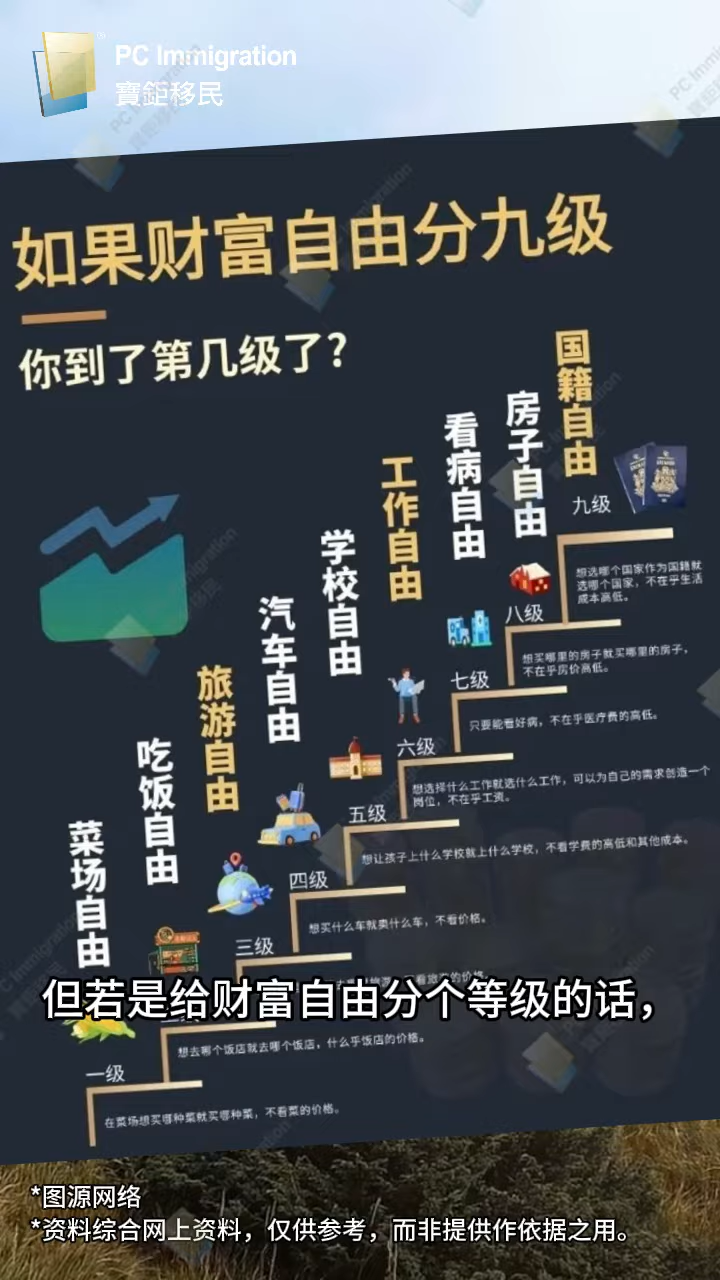 PC Immigration
寶鉅移民
如果财富自由分九级
你到了第几级了?
国籍自由
九级
想选哪个国家作为国籍就
选哪个国家，不在乎生活
成本高低。
房子自由
八级
想买哪里的房子就买哪里的房子，
不在乎房价高低。
看病自由
七级
只要能看好病，不在乎医疗费的高低。
工作自由
六级
想选择什么工作就选什么工作，可以为自己的需求创造一个
岗位，不在乎工资。
学校自由
五级
想让孩子上什么学校就上什么学校，不看学费的高低和其他成本。
汽车自由
四级
想买什么车就卖什么车，不看价格。
旅游自由
三级
吃饭自由
想去哪个饭店就去哪个饭店，什么乎饭店的价格。
菜场自由
一级
在菜场想买哪种菜就买哪种菜，不看菜的价格。
但若是给财富自由分个等级的话，
*图源网络
*资料综合网上资料，仅供参考，而非提供作依据之用。